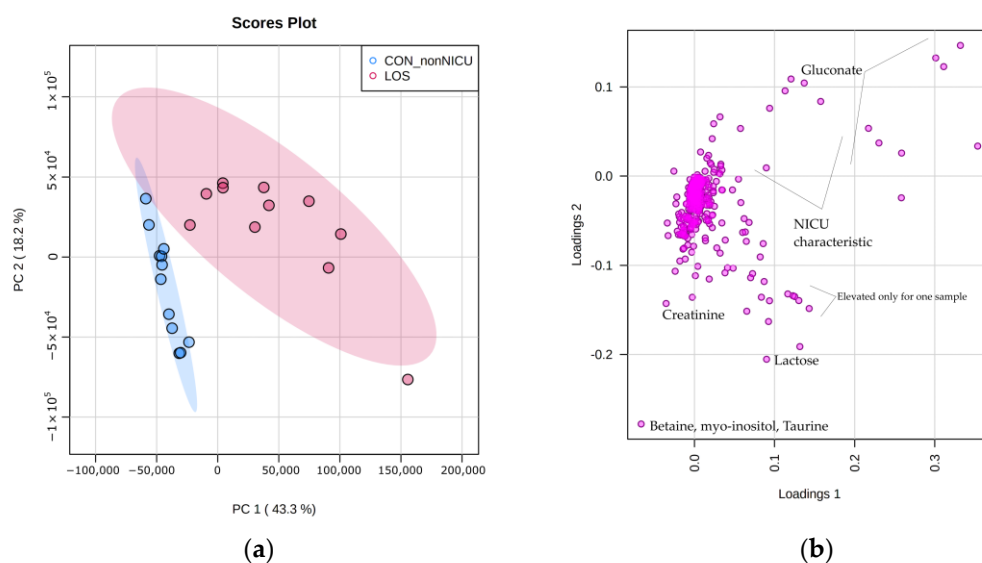 Scores Plot
CON_nonNICU
LOS
PC 2 ( 18.2 %)
1×10⁵
5×10⁴
0
−5×10⁴
−1×10⁵
−100,000 −50,000 0 50,000 100,000 150,000 200,000
PC 1 ( 43.3 %)
(a)
Loadings 2
0.1
0.0
-0.1
-0.2
Gluconate
NICU
characteristic
Elevated only for one sample
Creatinine
Lactose
Betaine, myo-inositol, Taurine
0.0 0.1 0.2 0.3
Loadings 1
(b)